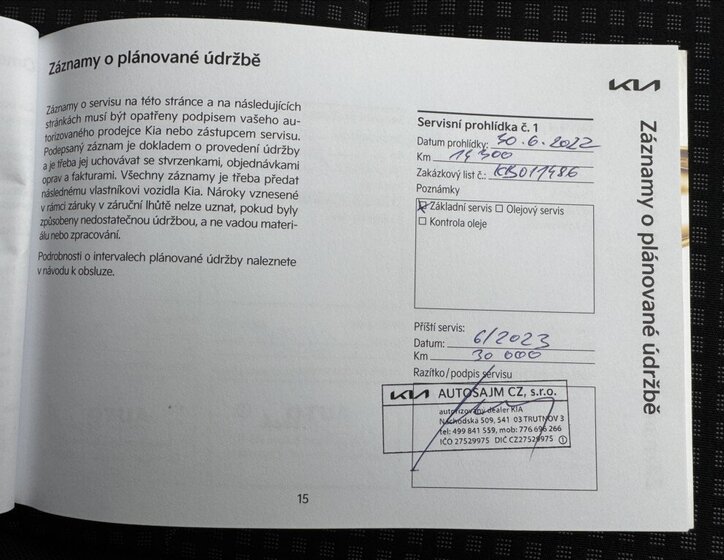 Záznamy o plánované údržbě
Záznamy o servisu na této stránce a na následujících
stránkách musí být opatřeny podpisem vašeho au-
torizovaného prodejce Kia nebo zástupcem servisu.
Podepsaný záznam je dokladem o provedení údržby
a je třeba jej uchovávat se stvrzenkami, objednávkami
oprav a fakturami. Všechny záznamy je třeba předat
následnému vlastníkovi vozidla Kia. Nároky vznesené
v rámci záruky v záruční lhůtě nelze uznat, pokud byly
způsobeny nedostatečnou údržbou, a ne vadou materi-
álu nebo zpracování.
Podrobnosti o intervalech plánované údržby naleznete
v návodu k obsluze.
15
KIA
Servisní prohlídka č. 1
Datum prohlídky: 30.6.2022
Km 14 500
Zakázkový list č.: KB011486
Poznámky
Základní servis Olejový servis
Kontrola oleje
Příští servis:
Datum: 6/2023
Km 30 000
Razítko/podpis servisu
KIA AUTOSAJM CZ, s.r.o.
autorizovaný dealer KIA
Náchodská 509, 541 03 TRUTNOV 3
tel: 499 841 559, mob: 776 696 266
IČO 27529975 DIČ CZ27529975 1
Záznamy o plánované údržbě